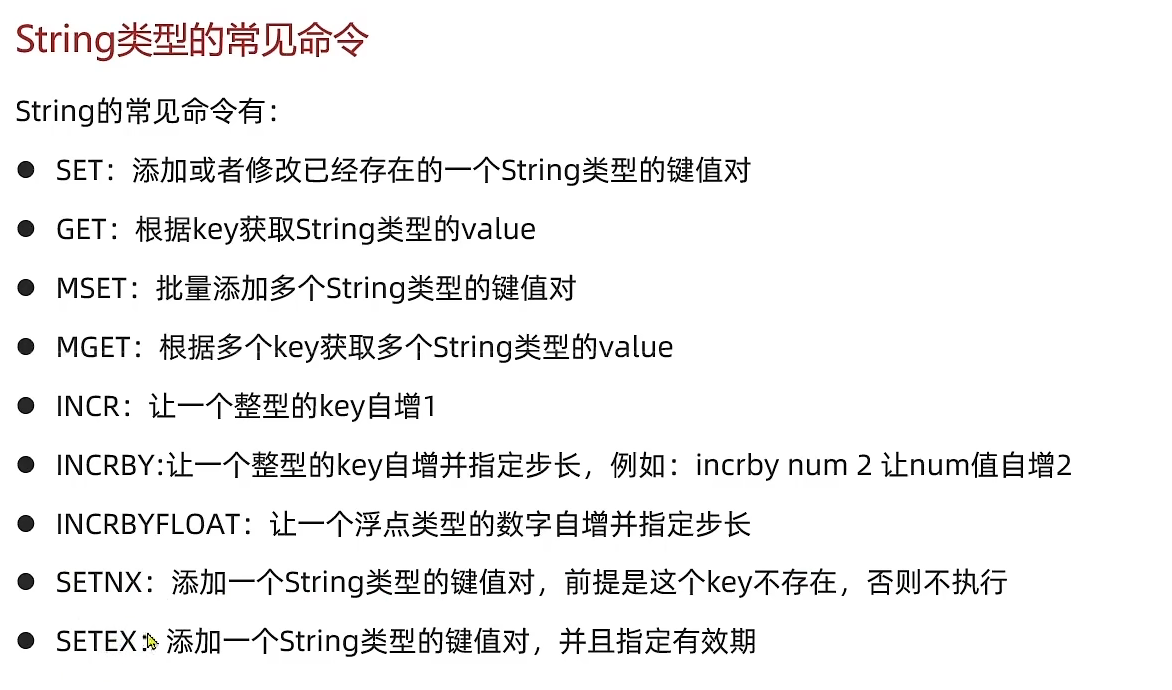 String类型的常见命令
String的常见命令有：
● SET：添加或者修改已经存在的一个String类型的键值对
● GET：根据key获取String类型的value
● MSET：批量添加多个String类型的键值对
● MGET：根据多个key获取多个String类型的value
● INCR：让一个整型的key自增1
● INCRBY:让一个整型的key自增并指定步长，例如：incrby num 2 让num值自增2
● INCRBYFLOAT：让一个浮点类型的数字自增并指定步长
● SETNX：添加一个String类型的键值对，前提是这个key不存在，否则不执行
● SETEX：添加一个String类型的键值对，并且指定有效期